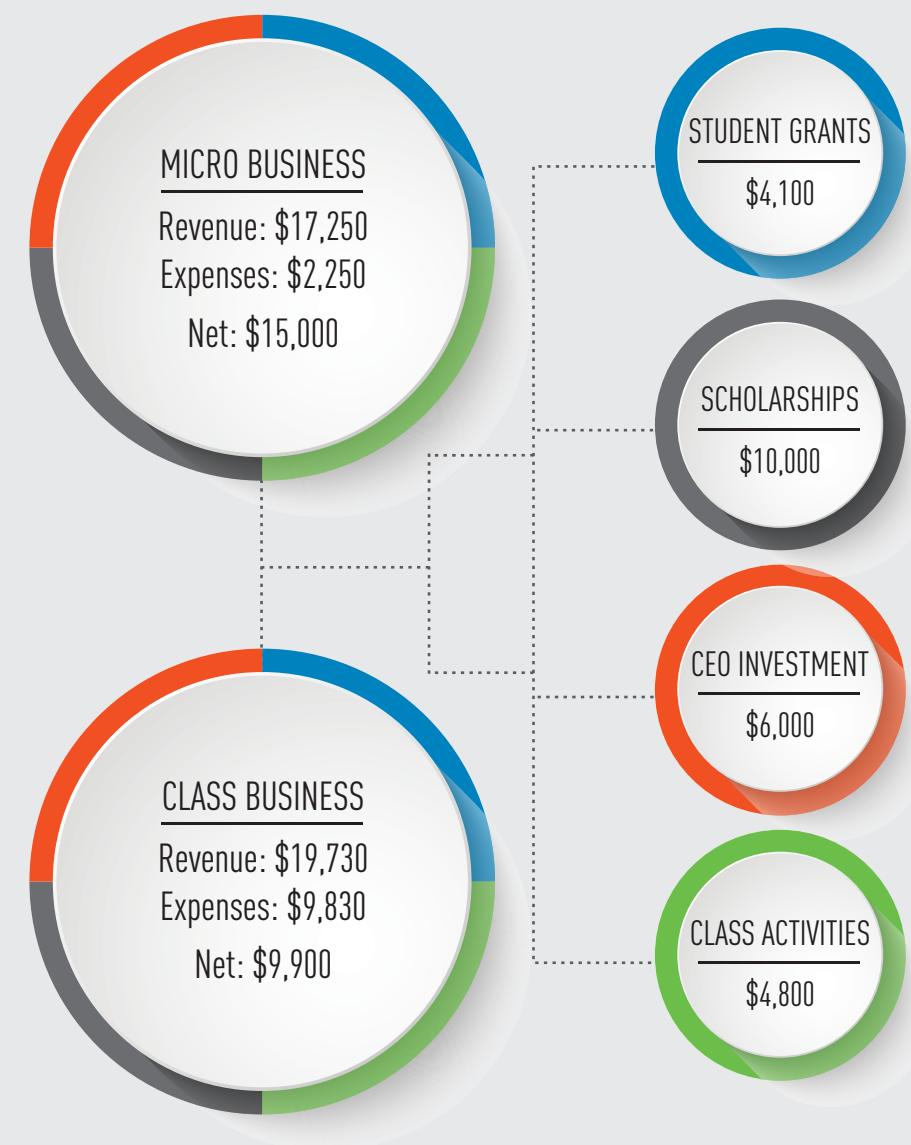 MICRO BUSINESS
Revenue: $17,250
Expenses: $2,250
Net: $15,000
CLASS BUSINESS
Revenue: $19,730
Expenses: $9,830
Net: $9,900
STUDENT GRANTS
$4,100
SCHOLARSHIPS
$10,000
CEO INVESTMENT
$6,000
CLASS ACTIVITIES
$4,800